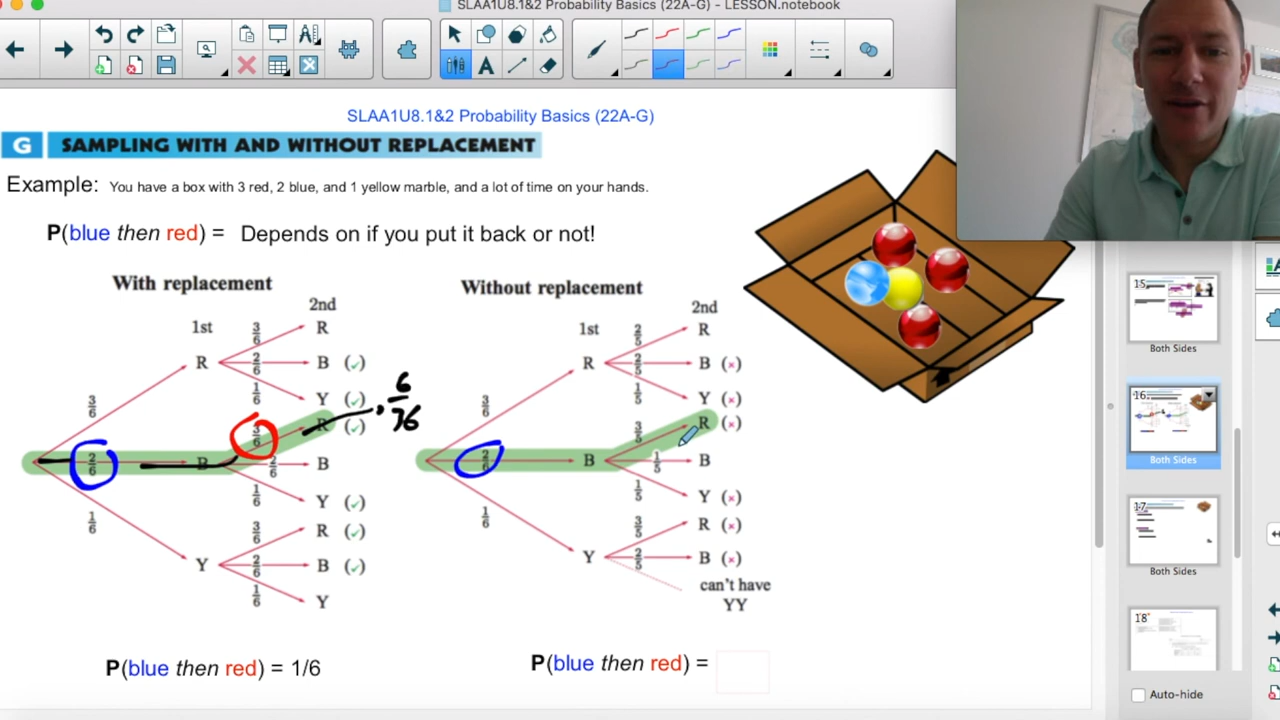 SLAA1U8.1&2 Probability Basics (22A-G) - LESSON.notebook
SLAA1U8.1&2 Probability Basics (22A-G)
G SAMPLING WITH AND WITHOUT REPLACEMENT
Example: You have a box with 3 red, 2 blue, and 1 yellow marble, and a lot of time on your hands.
P(blue then red) = Depends on if you put it back or not!
With replacement
1st
2nd
3/6
R
3/6
R
2/6
B (✓)
1/6
Y (✓)
2/6
B
3/6
R (✓)
6/36
2/6
B
1/6
Y (✓)
1/6
Y
3/6
R (✓)
2/6
B (✓)
1/6
Y
P(blue then red) = 1/6
Without replacement
1st
2nd
3/6
R
2/5
R
2/5
B (×)
1/5
Y (×)
2/6
B
3/5
R (×)
1/5
B
1/5
Y (×)
1/6
Y
3/5
R (×)
2/5
B (×)
can't have
YY
P(blue then red) =
15
Both Sides
16
Both Sides
17
Both Sides
18
Auto-hide